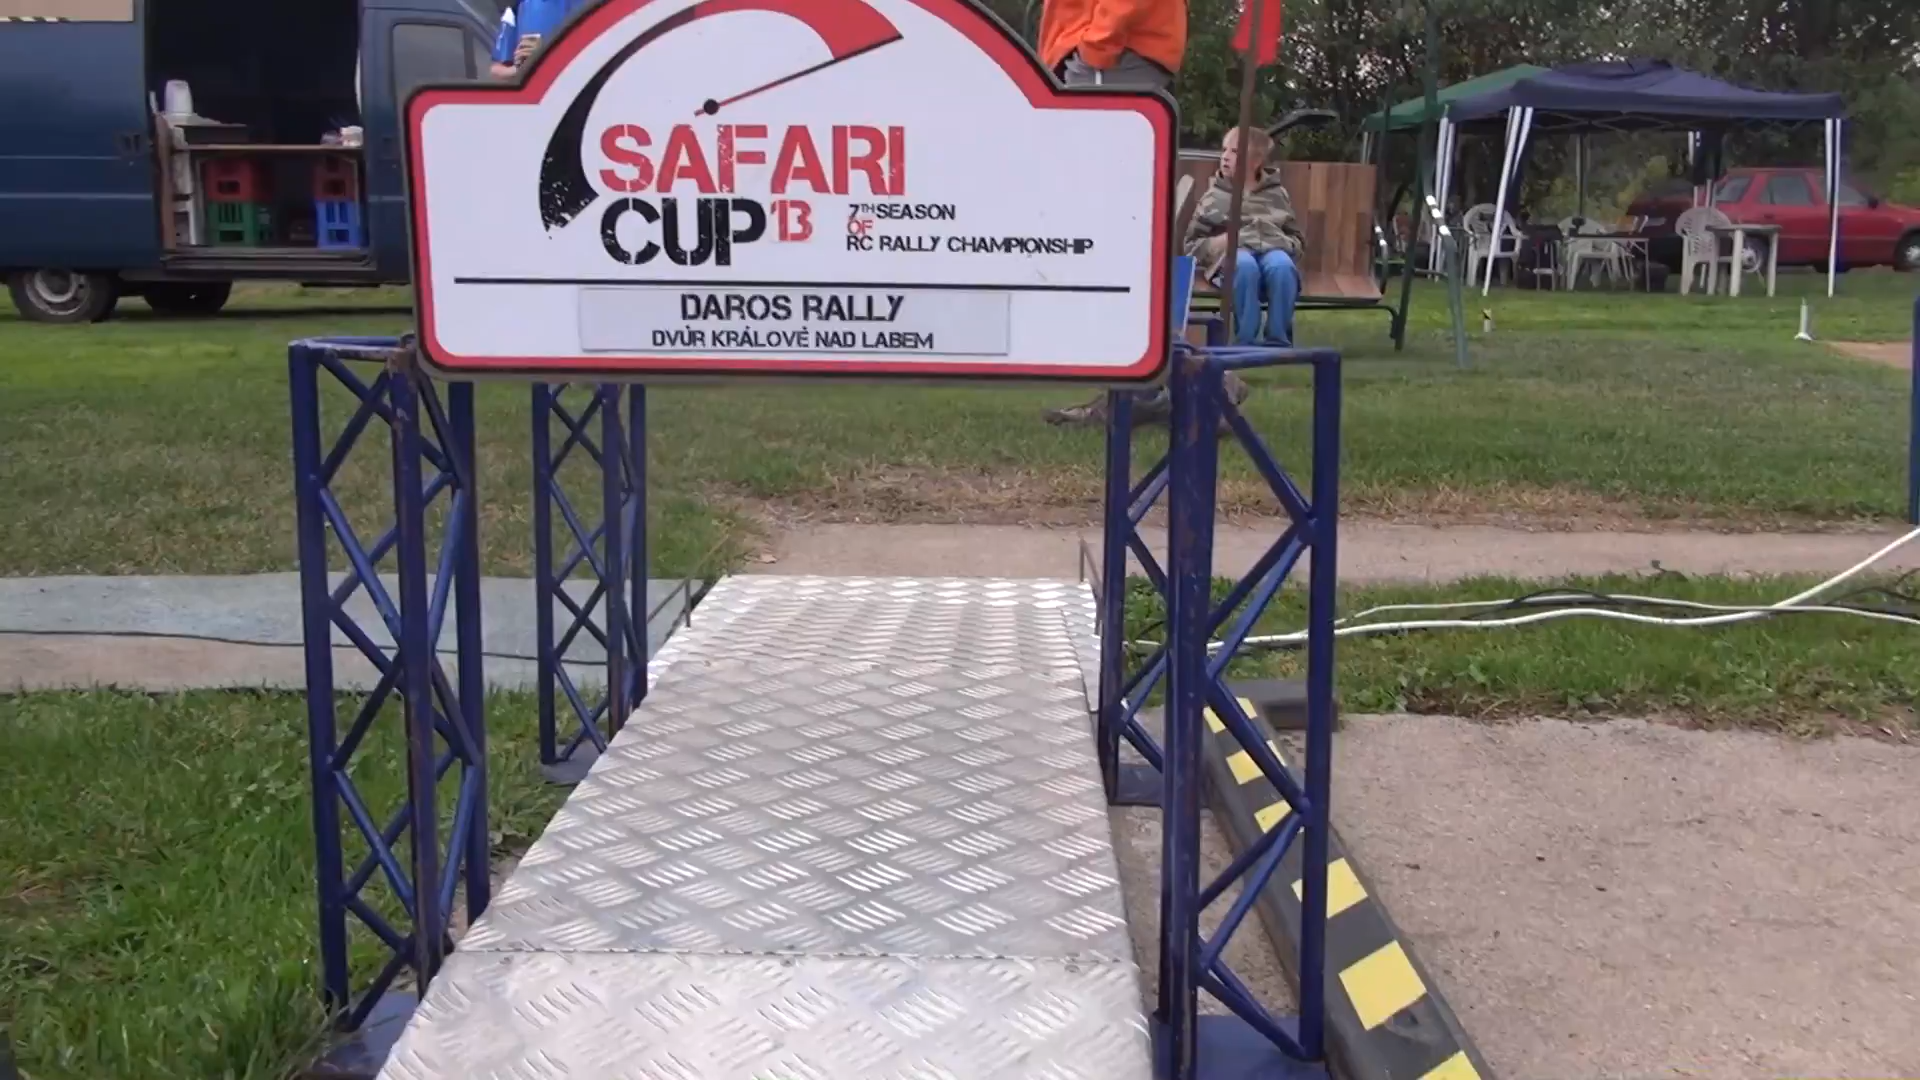 SAFARI
CUP'13
7TH SEASON
OF
RC RALLY CHAMPIONSHIP
DAROS RALLY
DVŮR KRÁLOVÉ NAD LABEM